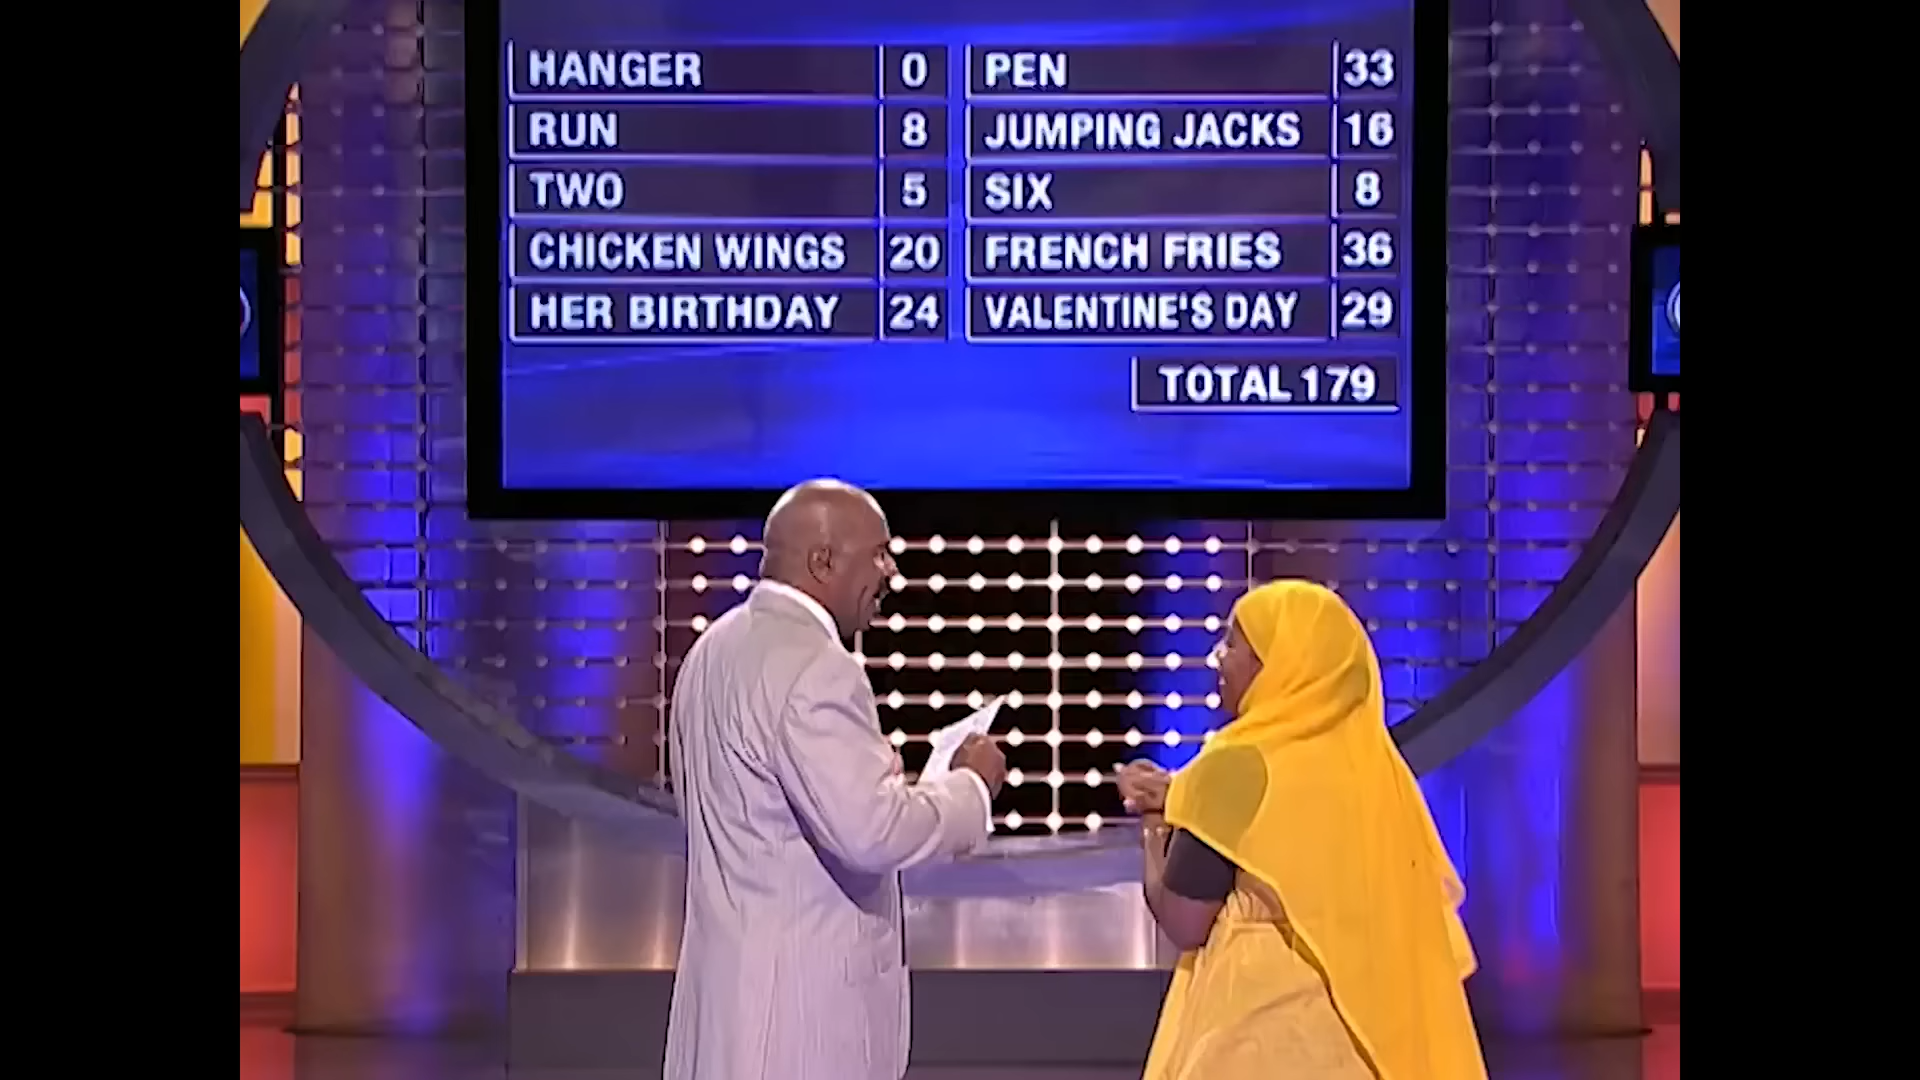 HANGER 0 PEN 33
RUN 8 JUMPING JACKS 16
TWO 5 SIX 8
CHICKEN WINGS 20 FRENCH FRIES 36
HER BIRTHDAY 24 VALENTINE'S DAY 29
TOTAL 179